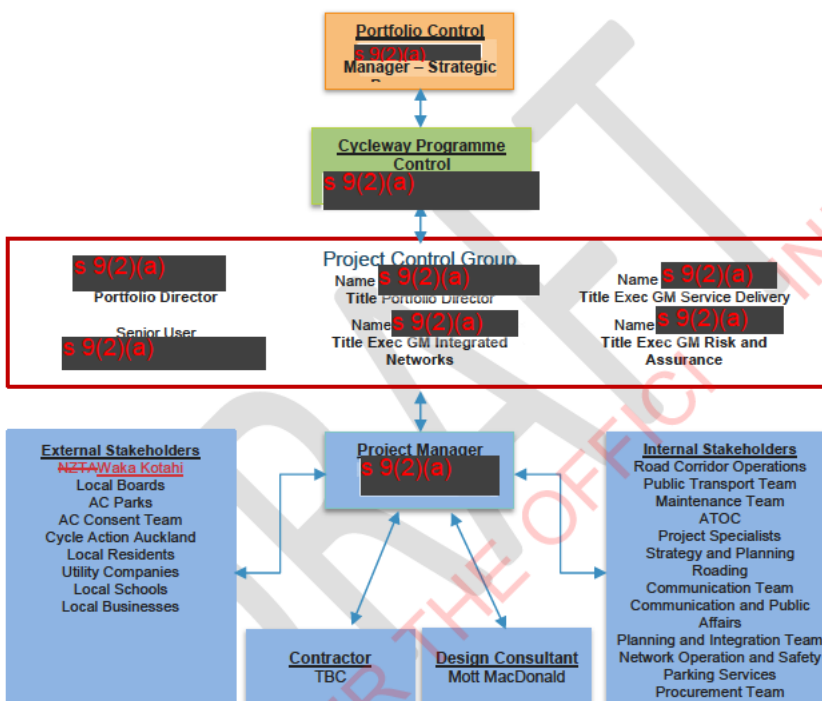 Portfolio Control
s 9(2)(a)
Manager – Strategic
Cycleway Programme
Control
s 9(2)(a)
Project Control Group
s 9(2)(a)
Portfolio Director
Senior User
s 9(2)(a)
Name s 9(2)(a)
Title Portfolio Director
Name s 9(2)(a)
Title Exec GM Integrated
Networks
Name s 9(2)(a)
Title Exec GM Service Delivery
Name s 9(2)(a)
Title Exec GM Risk and
Assurance
External Stakeholders
NZTAWaka Kotahi
Local Boards
AC Parks
AC Consent Team
Cycle Action Auckland
Local Residents
Utility Companies
Local Schools
Local Businesses
Project Manager
s 9(2)(a)
Contractor
TBC
Design Consultant
Mott MacDonald
Internal Stakeholders
Road Corridor Operations
Public Transport Team
Maintenance Team
ATOC
Project Specialists
Strategy and Planning
Roading
Communication Team
Communication and Public
Affairs
Planning and Integration Team
Network Operation and Safety
Parking Services
Procurement Team
DRAFT
THE OFFICI
IN